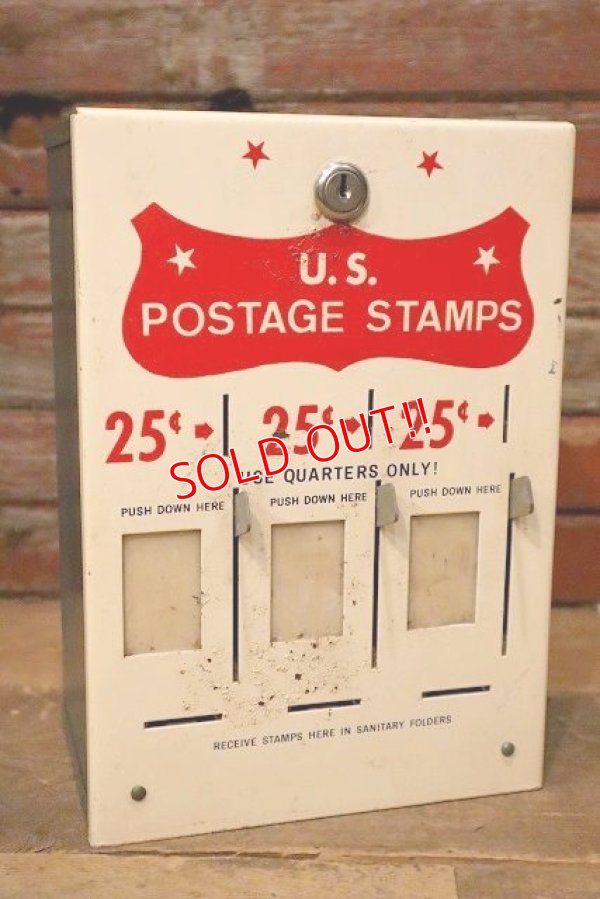 U.S.
POSTAGE STAMPS
25¢ 25¢ 25¢
SOLD OUT!!
USE QUARTERS ONLY!
PUSH DOWN HERE PUSH DOWN HERE PUSH DOWN HERE
RECEIVE STAMPS HERE IN SANITARY FOLDERS